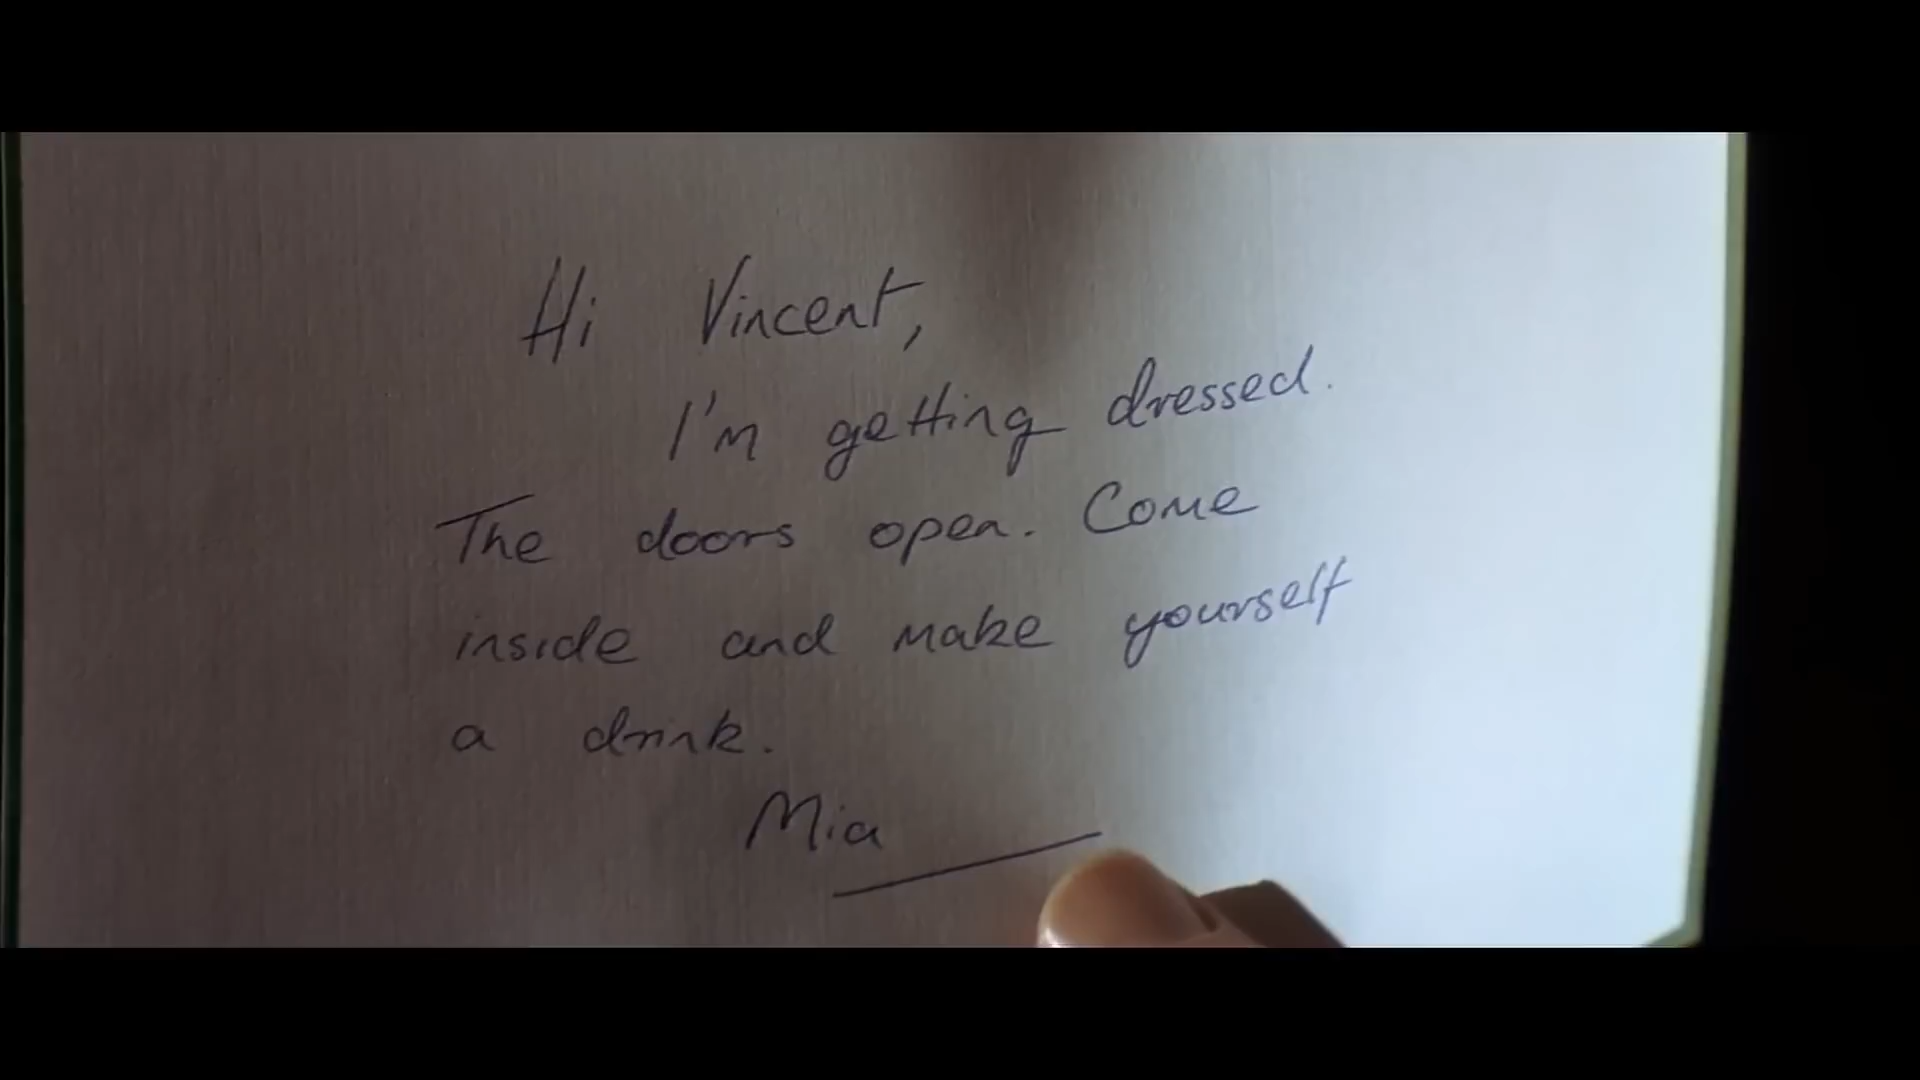 Hi Vincent,
I'm getting dressed.
The doors open. Come
inside and make yourself
a drink.
Mia